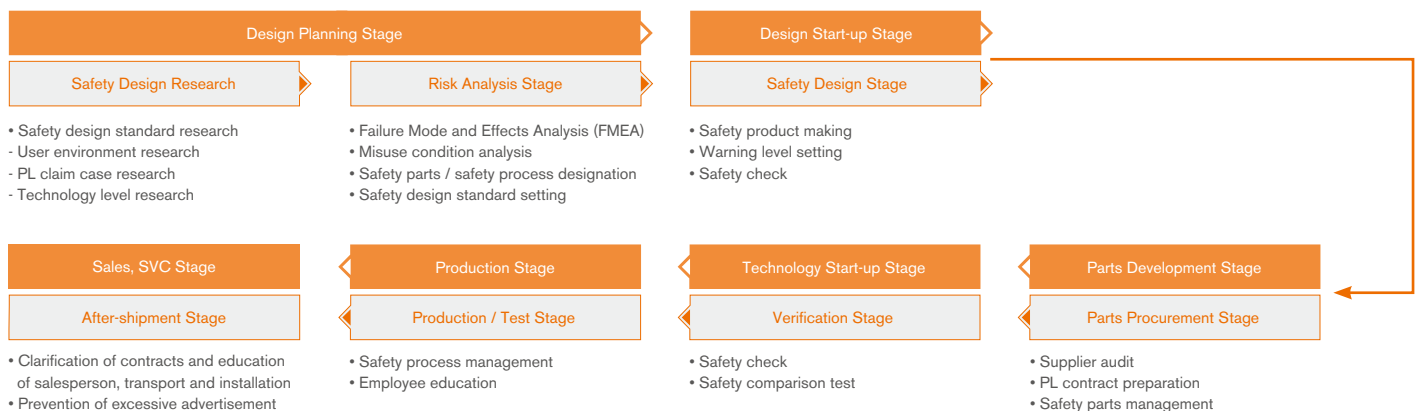 Design Planning Stage
Design Start-up Stage
Safety Design Research
Risk Analysis Stage
Safety Design Stage
• Safety design standard research
- User environment research
- PL claim case research
- Technology level research
• Failure Mode and Effects Analysis (FMEA)
• Misuse condition analysis
• Safety parts / safety process designation
• Safety design standard setting
• Safety product making
• Warning level setting
• Safety check
Sales, SVC Stage
Production Stage
Technology Start-up Stage
Parts Development Stage
After-shipment Stage
Production / Test Stage
Verification Stage
Parts Procurement Stage
• Clarification of contracts and education
of salesperson, transport and installation
• Prevention of excessive advertisement
• Safety process management
• Employee education
• Safety check
• Safety comparison test
• Supplier audit
• PL contract preparation
• Safety parts management